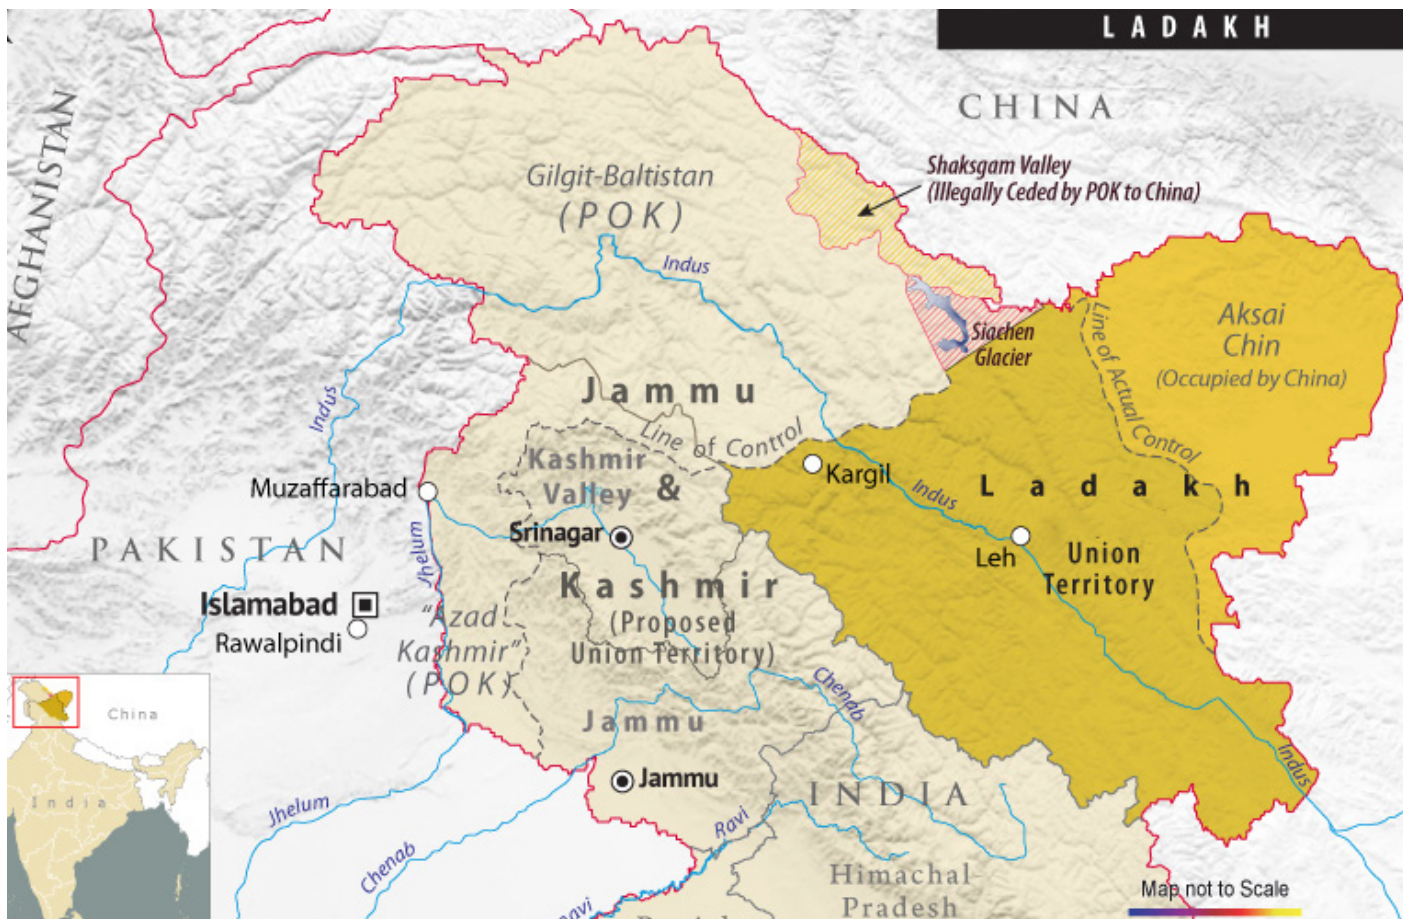 LADAKH
CHINA
AFGHANISTAN
Shaksgam Valley
(Illegally Ceded by POK to China)
Gilgit-Baltistan
(POK)
Indus
Siachen
Glacier
Line of Actual Control
Aksai
Chin
(Occupied by China)
Indus
Jammu
Line of Control
Kashmir
Valley
&
Kargil
Ladakh
Muzaffarabad
Indus
Srinagar
Jhelum
Leh
Union
Territory
PAKISTAN
Kashmir
(Proposed
Union Territory)
Islamabad
Rawalpindi
"Azad
Kashmir"
(POK)
Chenab
Jammu
China
India
Jammu
INDIA
Indus
Jhelum
Ravi
Chenab
Himachal
Pradesh
Map not to Scale
Ravi